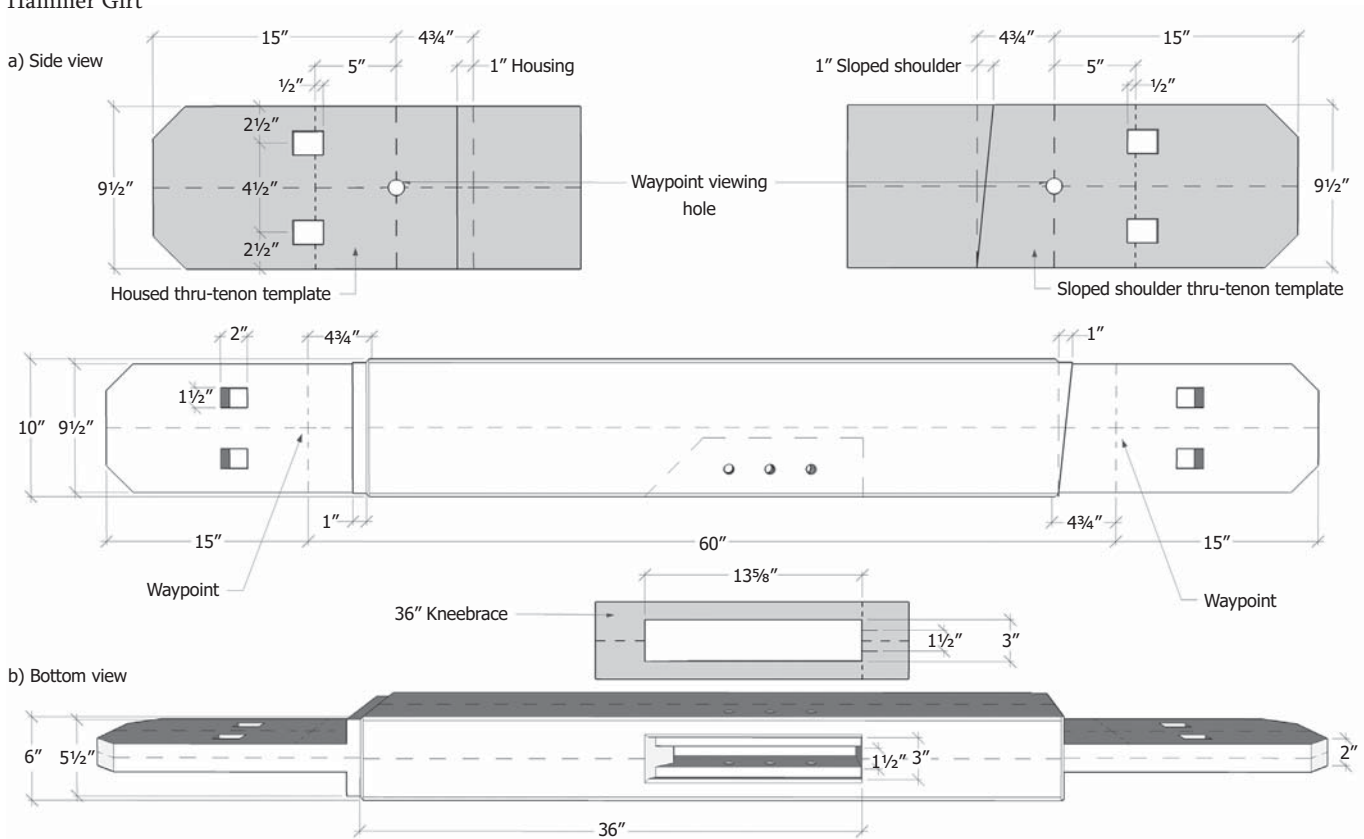 Hammer Girt
15″ 4¾″
4¾″ 15″
a) Side view
5″ 1″ Housing
1″ Sloped shoulder 5″
½″
½″
2½″
9½″ 4½″
Waypoint viewing
hole
9½″
2½″
Housed thru-tenon template
Sloped shoulder thru-tenon template
2″ 4¾″ 1″
1½″
10″ 9½″
1″ 4¾″
15″ 60″ 15″
Waypoint
Waypoint
13⅝″
36″ Kneebrace
1½″ 3″
b) Bottom view
6″ 5½″ 1½″ 3″ 2″
36″